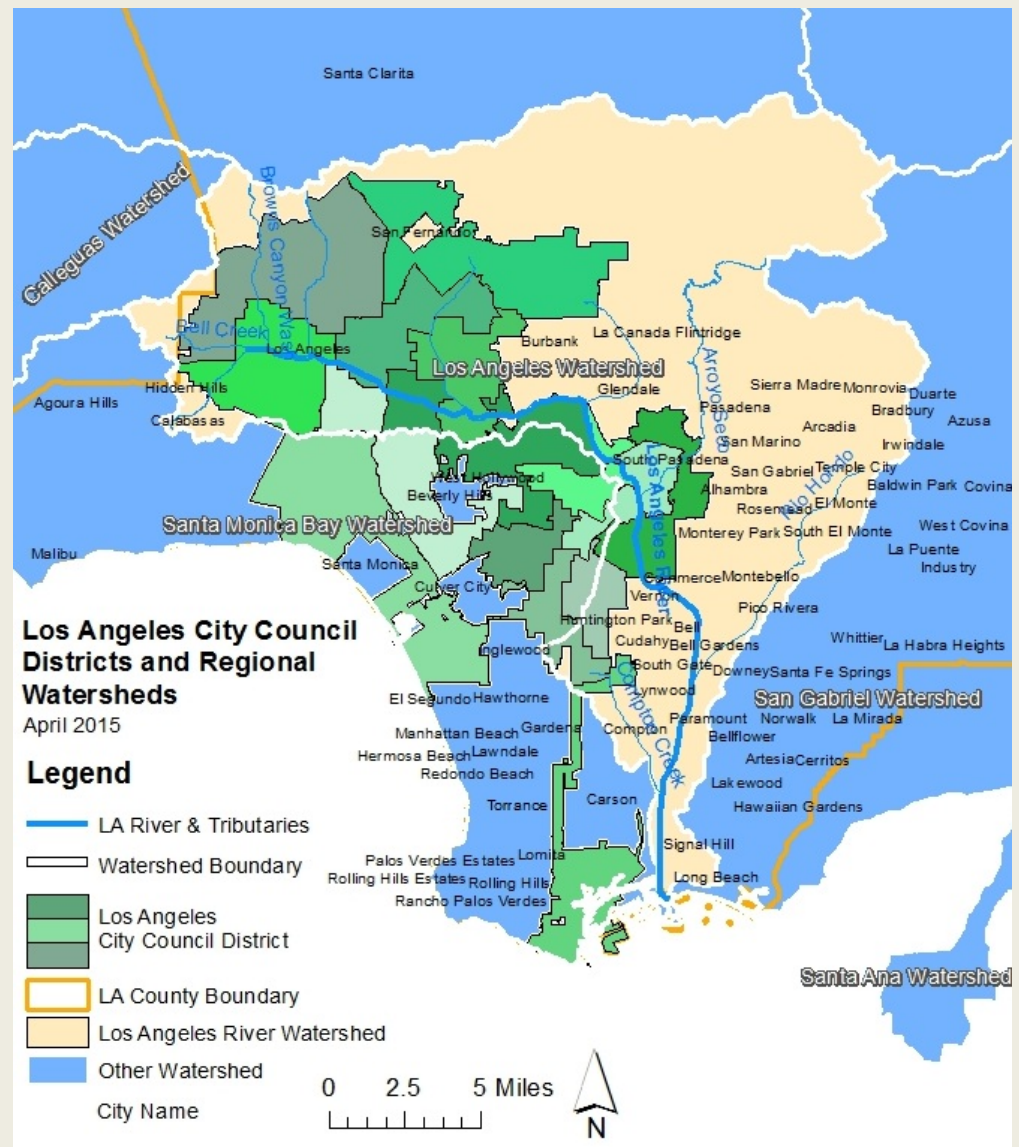 Santa Clarita
Calleguas Watershed
Browns Canyon Wash
San Fernando
Bell Creek
Los Angeles
Burbank
La Canada Flintridge
Los Angeles Watershed
Hidden Hills
Glendale
Arroyo Seco
Sierra Madre
Monrovia
Duarte
Agoura Hills
Calabasas
Pasadena
Bradbury
Arcadia
Azusa
San Marino
Irwindale
South Pasadena
West Hollywood
San Gabriel
Temple City
Beverly Hills
Alhambra
Baldwin Park
Covina
Rosemead
El Monte
Rio Hondo
Santa Monica Bay Watershed
Los Angeles River
Monterey Park
South El Monte
West Covina
Malibu
La Puente
Santa Monica
Industry
Culver City
Commerce
Montebello
Vernon
Pico Rivera
Huntington Park
Bell
Cudahy
Bell Gardens
Whittier
La Habra Heights
Inglewood
South Gate
Downey
Santa Fe Springs
Lynwood
San Gabriel Watershed
El Segundo
Hawthorne
Compton Creek
Gardena
Compton
Paramount
Norwalk
La Mirada
Manhattan Beach
Bellflower
Lawndale
Hermosa Beach
Artesia
Cerritos
Redondo Beach
Lakewood
Torrance
Carson
Hawaiian Gardens
Signal Hill
Palos Verdes Estates
Lomita
Long Beach
Rolling Hills Estates
Rolling Hills
Rancho Palos Verdes
Santa Ana Watershed
Los Angeles City Council
Districts and Regional
Watersheds
April 2015
Legend
LA River & Tributaries
Watershed Boundary
Los Angeles
City Council District
LA County Boundary
Los Angeles River Watershed
Other Watershed
City Name
0 2.5 5 Miles
N